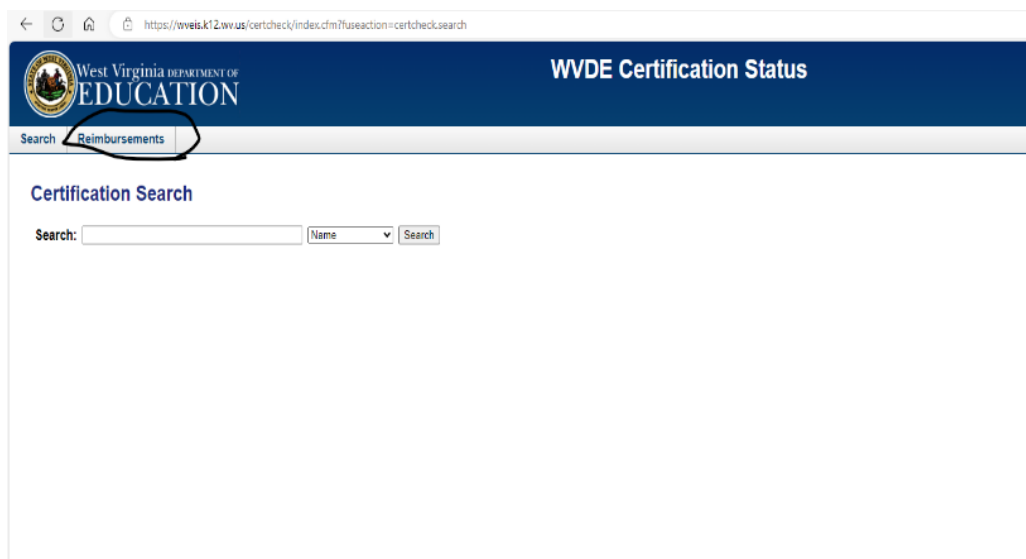 https://wveis.k12.wv.us/certcheck/index.cfm?fuseaction=certcheck.search
West Virginia DEPARTMENT OF
EDUCATION
WVDE Certification Status
Search Reimbursements
Certification Search
Search: Name Search